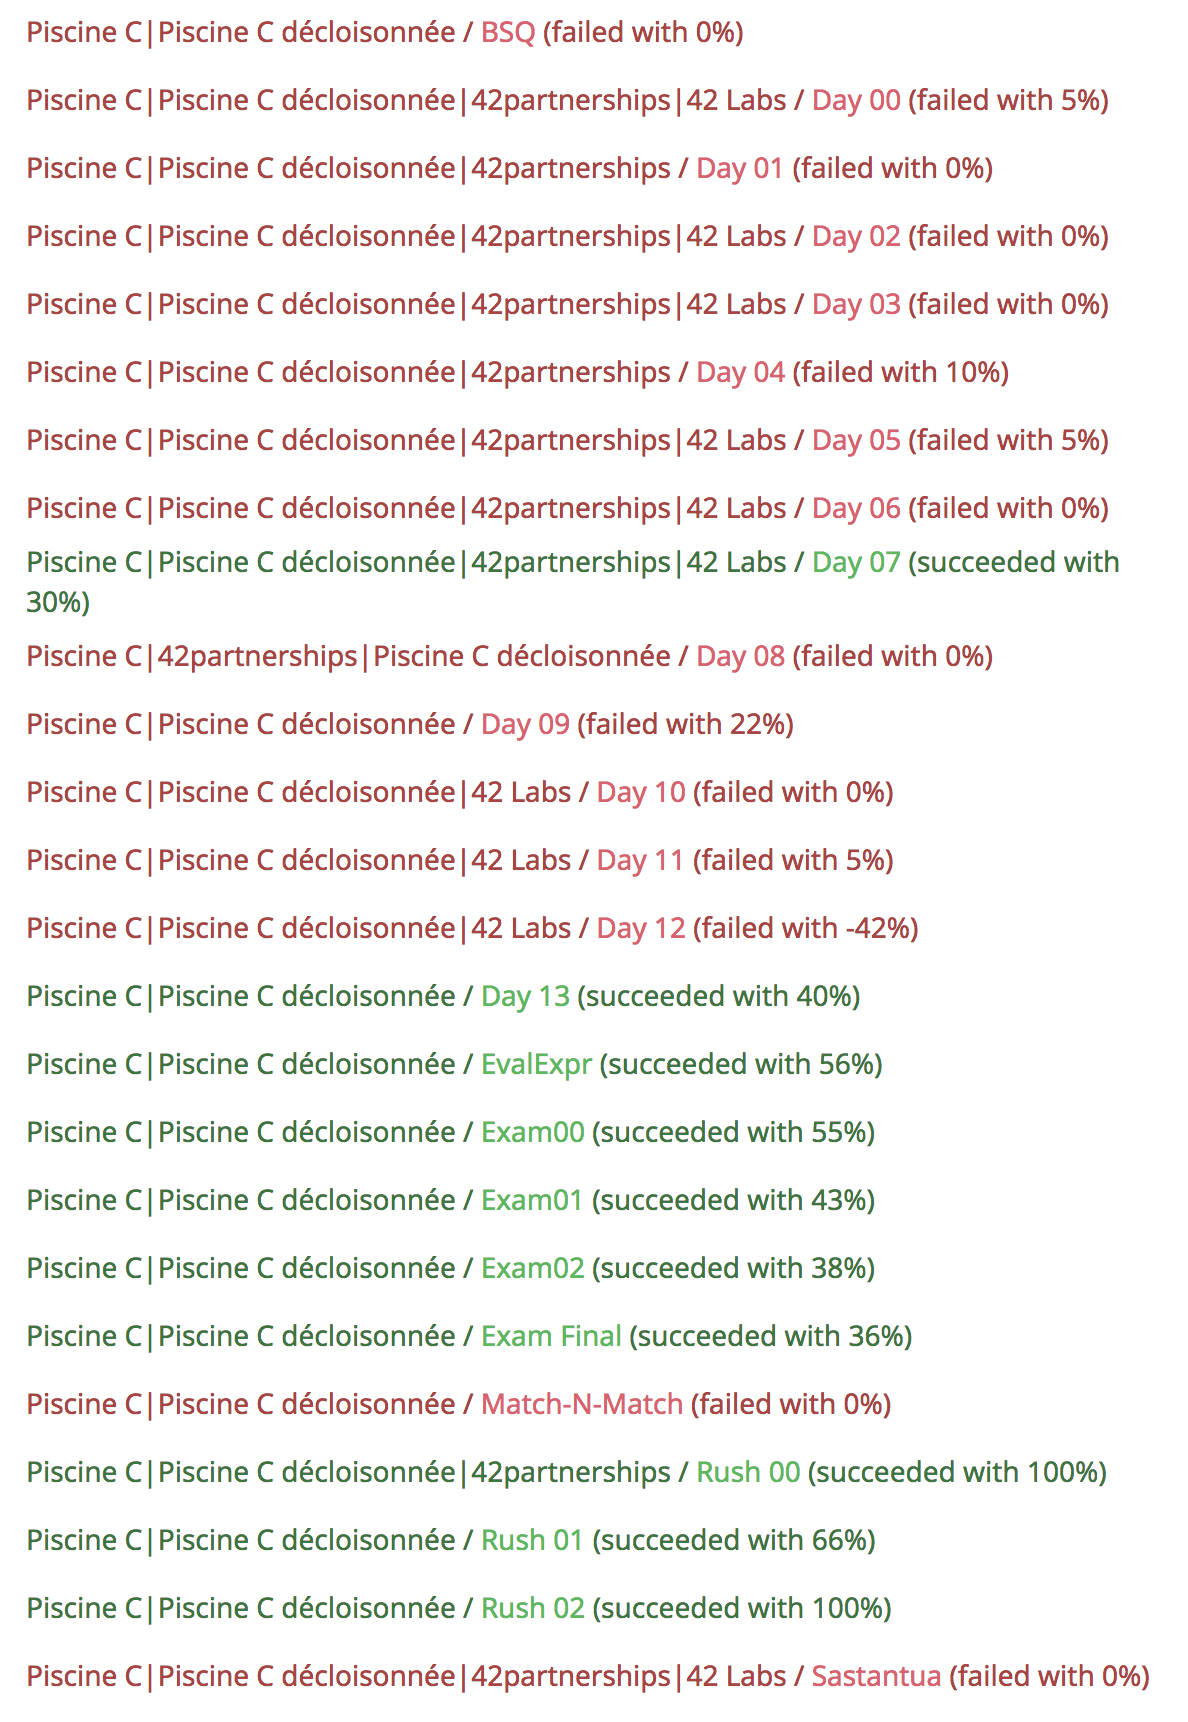 Piscine C|Piscine C décloisonnée / BSQ (failed with 0%)
Piscine C|Piscine C décloisonnée|42partnerships|42 Labs / Day 00 (failed with 5%)
Piscine C|Piscine C décloisonnée|42partnerships / Day 01 (failed with 0%)
Piscine C|Piscine C décloisonnée|42partnerships|42 Labs / Day 02 (failed with 0%)
Piscine C|Piscine C décloisonnée|42partnerships|42 Labs / Day 03 (failed with 0%)
Piscine C|Piscine C décloisonnée|42partnerships / Day 04 (failed with 10%)
Piscine C|Piscine C décloisonnée|42partnerships|42 Labs / Day 05 (failed with 5%)
Piscine C|Piscine C décloisonnée|42partnerships|42 Labs / Day 06 (failed with 0%)
Piscine C|Piscine C décloisonnée|42partnerships|42 Labs / Day 07 (succeeded with
30%)
Piscine C|42partnerships|Piscine C décloisonnée / Day 08 (failed with 0%)
Piscine C|Piscine C décloisonnée / Day 09 (failed with 22%)
Piscine C|Piscine C décloisonnée|42 Labs / Day 10 (failed with 0%)
Piscine C|Piscine C décloisonnée|42 Labs / Day 11 (failed with 5%)
Piscine C|Piscine C décloisonnée|42 Labs / Day 12 (failed with -42%)
Piscine C|Piscine C décloisonnée / Day 13 (succeeded with 40%)
Piscine C|Piscine C décloisonnée / EvalExpr (succeeded with 56%)
Piscine C|Piscine C décloisonnée / Exam00 (succeeded with 55%)
Piscine C|Piscine C décloisonnée / Exam01 (succeeded with 43%)
Piscine C|Piscine C décloisonnée / Exam02 (succeeded with 38%)
Piscine C|Piscine C décloisonnée / Exam Final (succeeded with 36%)
Piscine C|Piscine C décloisonnée / Match-N-Match (failed with 0%)
Piscine C|Piscine C décloisonnée|42partnerships / Rush 00 (succeeded with 100%)
Piscine C|Piscine C décloisonnée / Rush 01 (succeeded with 66%)
Piscine C|Piscine C décloisonnée / Rush 02 (succeeded with 100%)
Piscine C|Piscine C décloisonnée|42partnerships|42 Labs / Sastantua (failed with 0%)